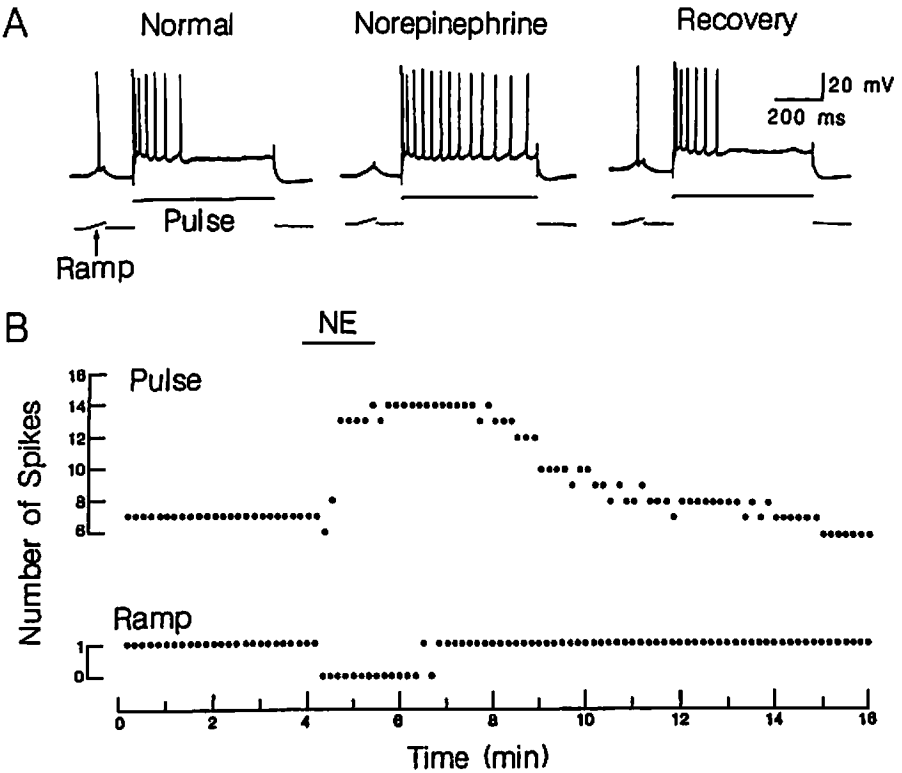 A
Normal
Norepinephrine
Recovery
20 mV
200 ms
Pulse
Ramp
B
NE
Pulse
Number of Spikes
16
14
12
10
8
6
Ramp
1
0
0 2 4 6 8 10 12 14 16
Time (min)